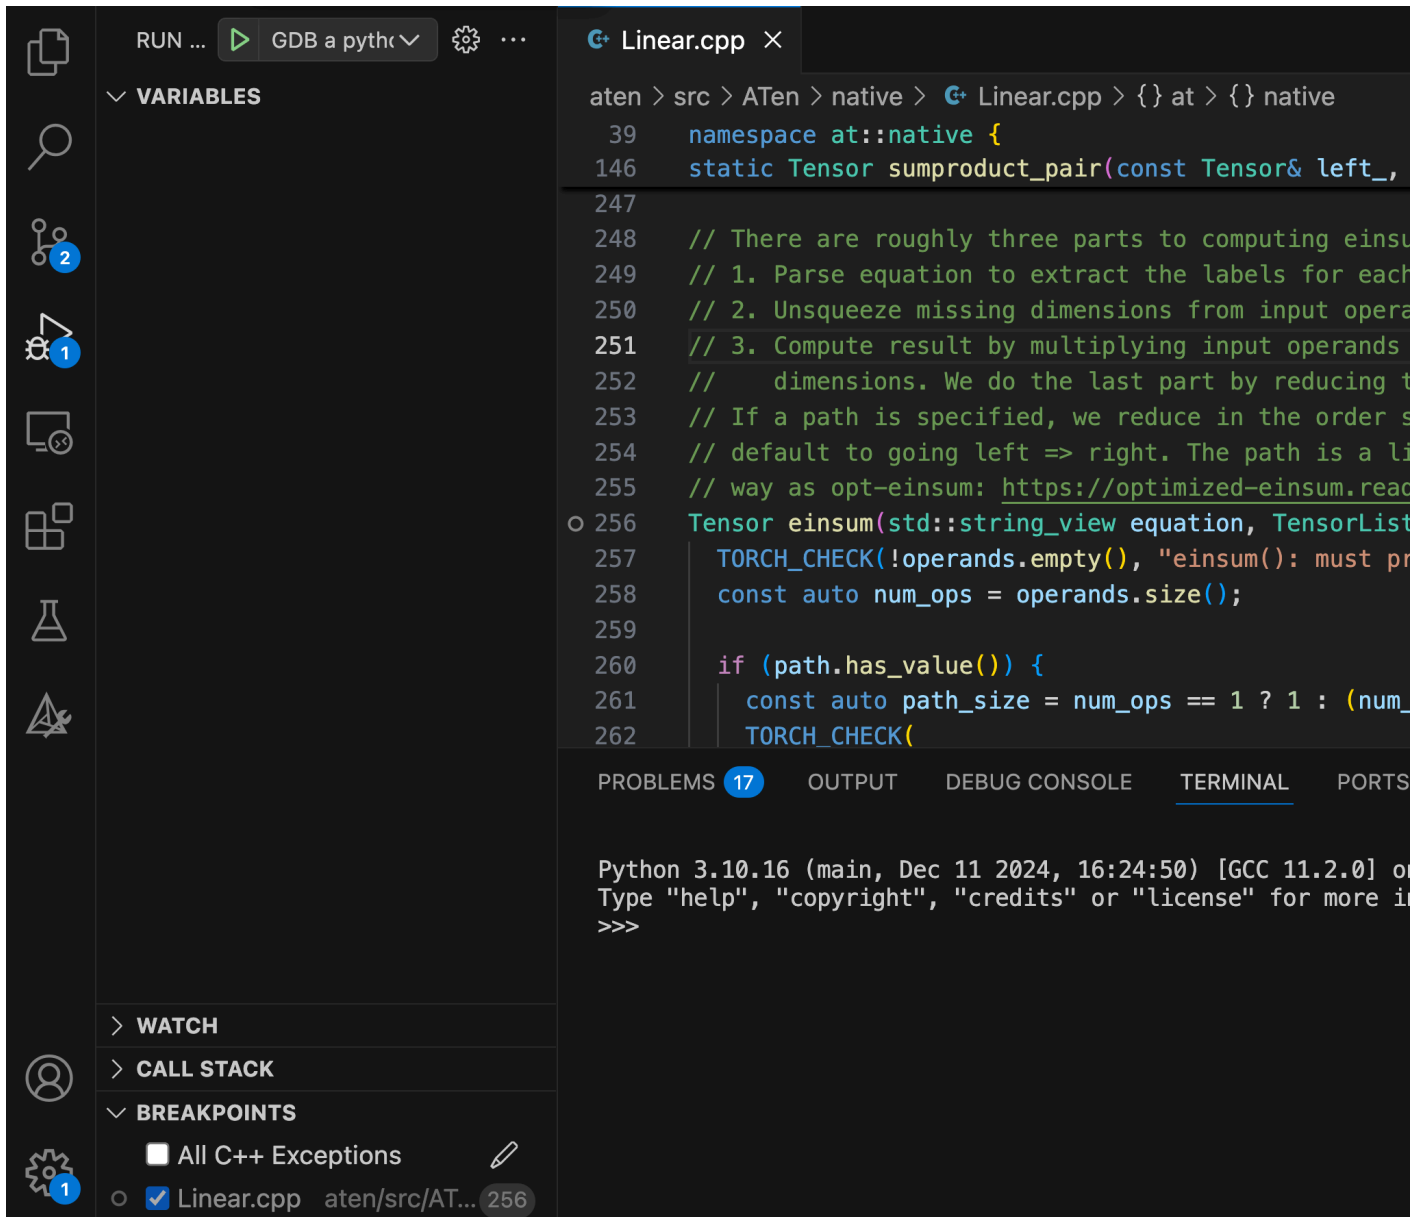 RUN ... GDB a pytho
VARIABLES
2
1
WATCH
CALL STACK
BREAKPOINTS
All C++ Exceptions
Linear.cpp aten/src/AT... 256
1
Linear.cpp
aten > src > ATen > native > Linear.cpp > {} at > {} native
39 namespace at::native {
146 static Tensor sumproduct_pair(const Tensor& left_,
247
248 // There are roughly three parts to computing einsu
249 // 1. Parse equation to extract the labels for each
250 // 2. Unsqueeze missing dimensions from input opera
251 // 3. Compute result by multiplying input operands
252 //    dimensions. We do the last part by reducing t
253 // If a path is specified, we reduce in the order s
254 // default to going left => right. The path is a li
255 // way as opt-einsum: https://optimized-einsum.read
256 Tensor einsum(std::string_view equation, TensorList
257   TORCH_CHECK(!operands.empty(), "einsum(): must pr
258   const auto num_ops = operands.size();
259
260   if (path.has_value()) {
261     const auto path_size = num_ops == 1 ? 1 : (num_
262     TORCH_CHECK(
PROBLEMS 17 OUTPUT DEBUG CONSOLE TERMINAL PORTS
Python 3.10.16 (main, Dec 11 2024, 16:24:50) [GCC 11.2.0] on
Type "help", "copyright", "credits" or "license" for more in
>>>